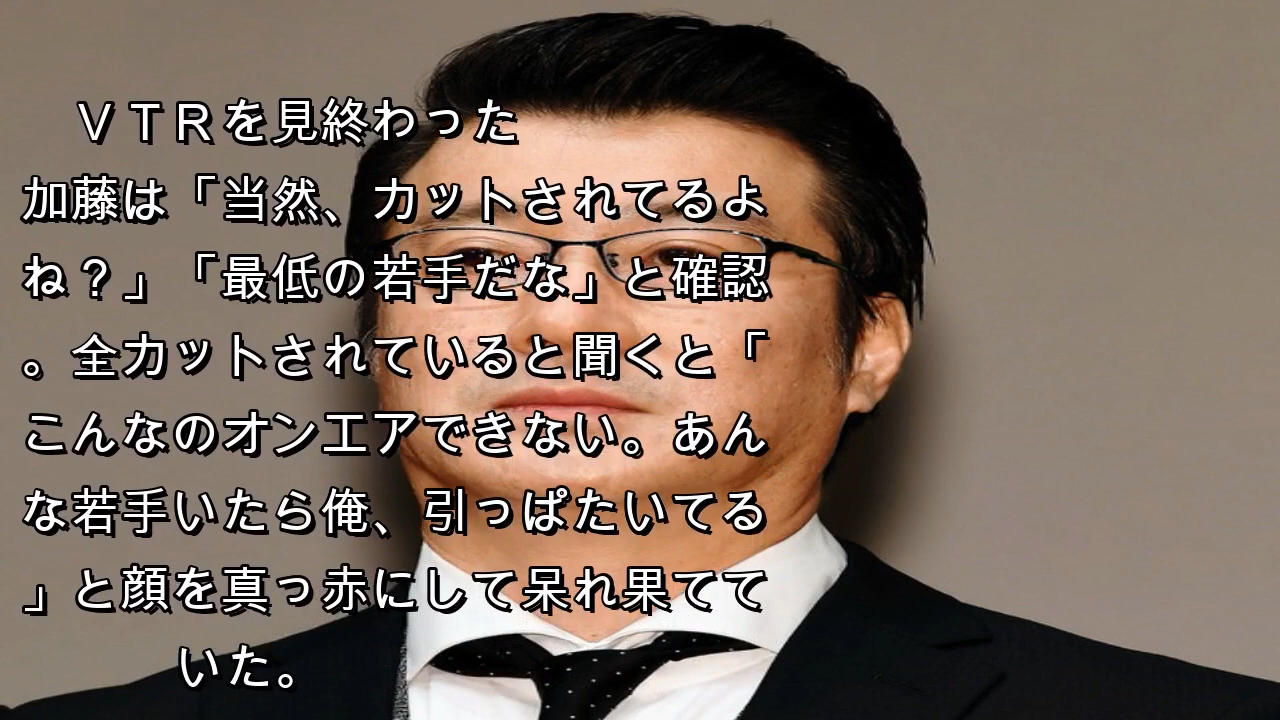 ＶＴＲを見終わった
加藤は「当然、カットされてるよ
ね？」「最低の若手だな」と確認
。全カットされていると聞くと「
こんなのオンエアできない。あん
な若手いたら俺、引っぱたいてる
」と顔を真っ赤にして呆れ果てて
いた。